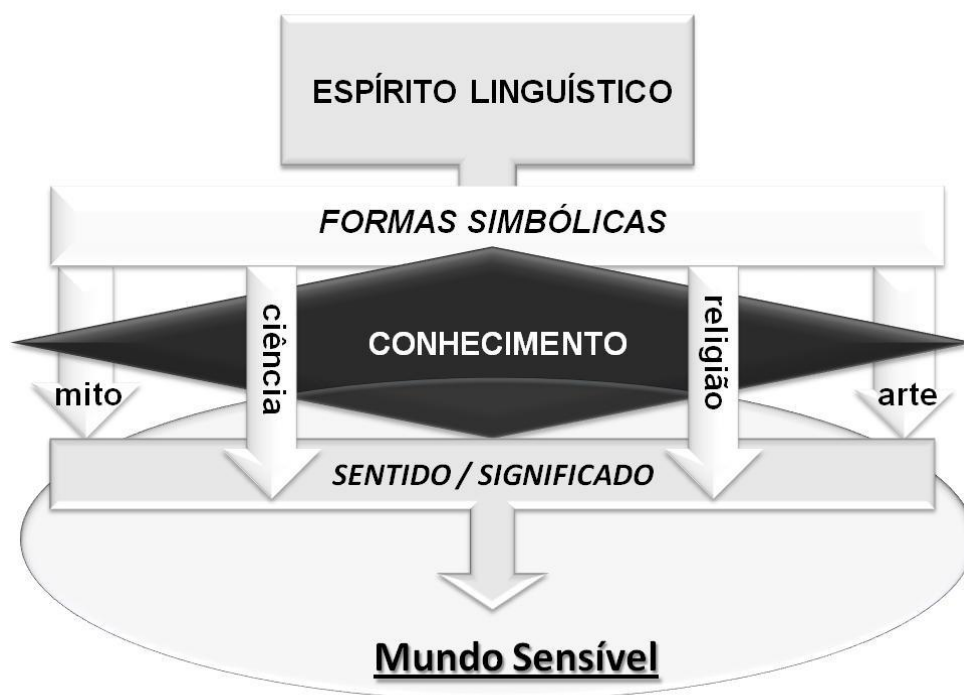 ESPÍRITO LINGUÍSTICO
FORMAS SIMBÓLICAS
mito
ciência
CONHECIMENTO
religião
arte
SENTIDO / SIGNIFICADO
Mundo Sensível